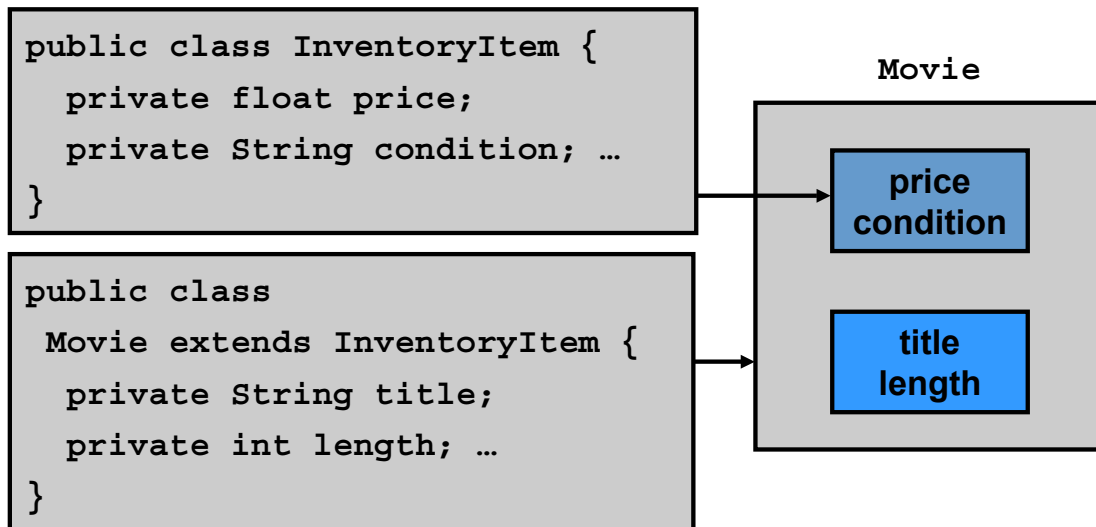 public class InventoryItem {
private float price;
private String condition; …
}
public class
Movie extends InventoryItem {
private String title;
private int length; …
}
Movie
price
condition
title
length